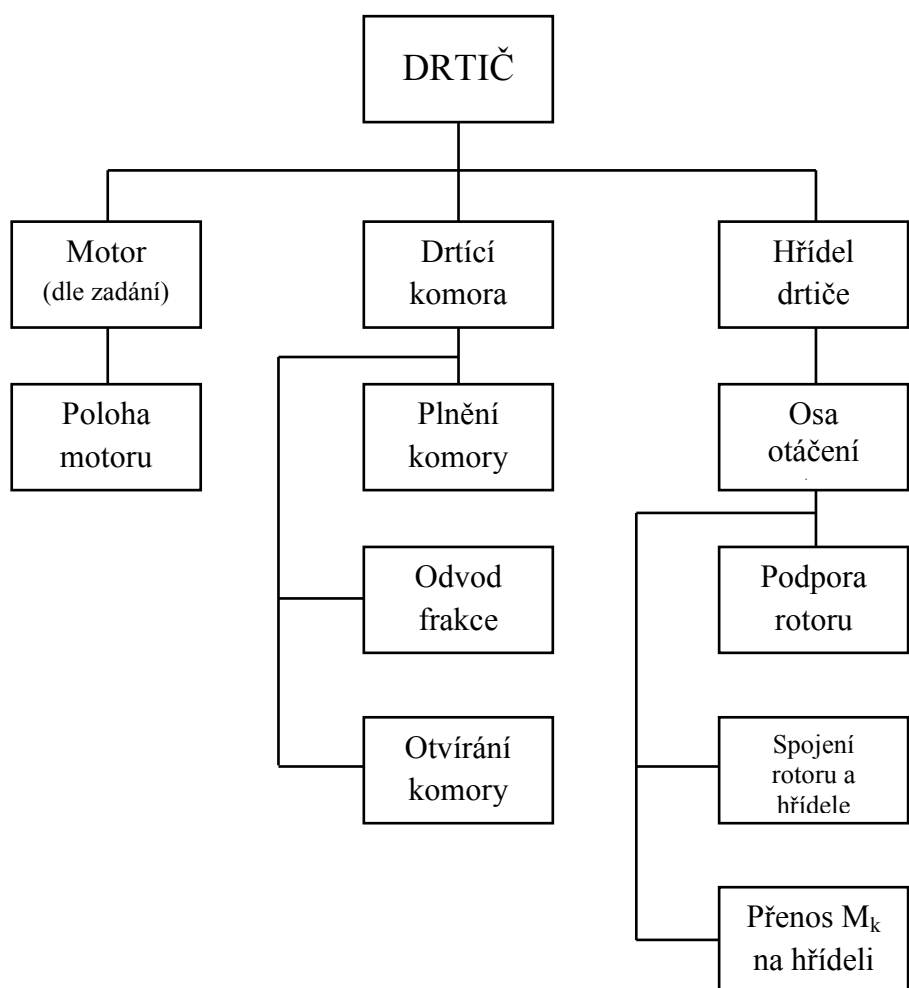 DRTIČ
Motor
(dle zadání)
Drtící
komora
Hřídel
drtiče
Poloha
motoru
Plnění
komory
Osa
otáčení
Odvod
frakce
Podpora
rotoru
Otvírání
komory
Spojení
rotoru a
hřídele
Přenos Mk
na hřídeli